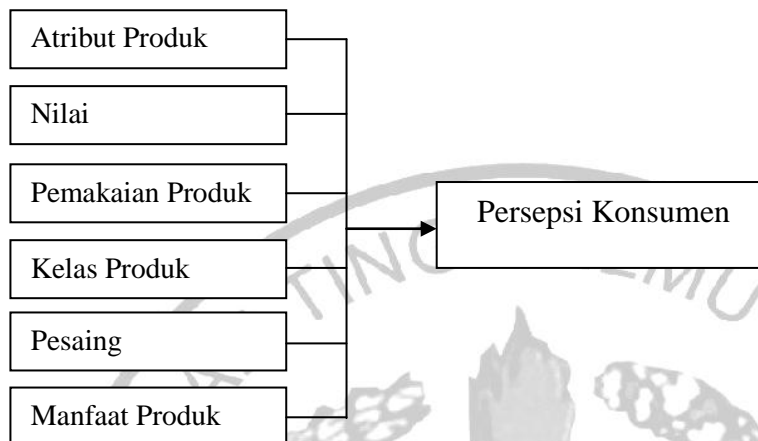 Atribut Produk
Nilai
Pemakaian Produk
Kelas Produk
Pesaing
Manfaat Produk
Persepsi Konsumen